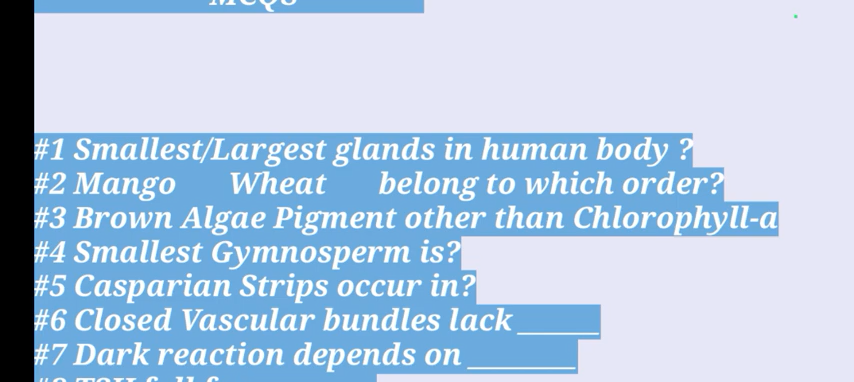 MCQS
#1 Smallest/Largest glands in human body ?
#2 Mango Wheat belong to which order?
#3 Brown Algae Pigment other than Chlorophyll-a
#4 Smallest Gymnosperm is?
#5 Casparian Strips occur in?
#6 Closed Vascular bundles lack ______
#7 Dark reaction depends on ________